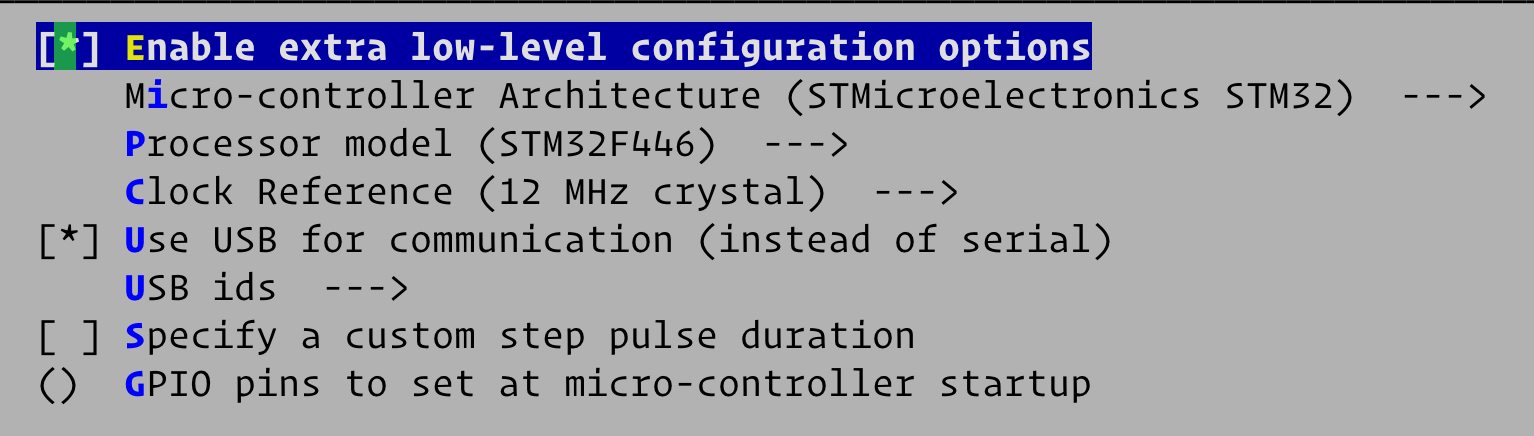 [*] Enable extra low-level configuration options
    Micro-controller Architecture (STMicroelectronics STM32)  --->
    Processor model (STM32F446)  --->
    Clock Reference (12 MHz crystal)  --->
[*] Use USB for communication (instead of serial)
    USB ids  --->
[ ] Specify a custom step pulse duration
()  GPIO pins to set at micro-controller startup